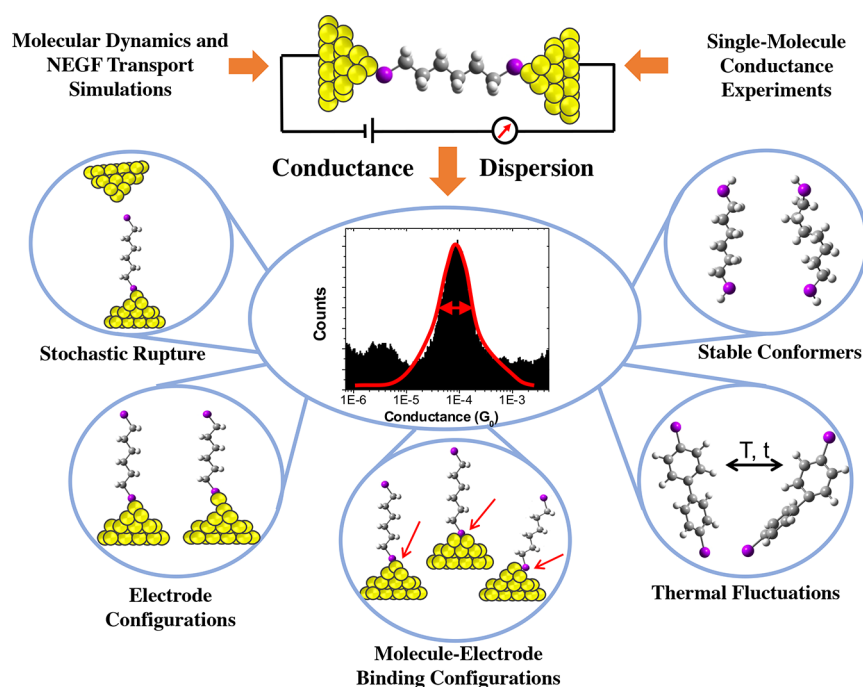 Molecular Dynamics and
NEGF Transport
Simulations
Single-Molecule
Conductance
Experiments
Conductance
Dispersion
Counts
1E-6
1E-5
1E-4
1E-3
Conductance (G0)
Stochastic Rupture
Stable Conformers
T, t
Electrode
Configurations
Thermal Fluctuations
Molecule-Electrode
Binding Configurations